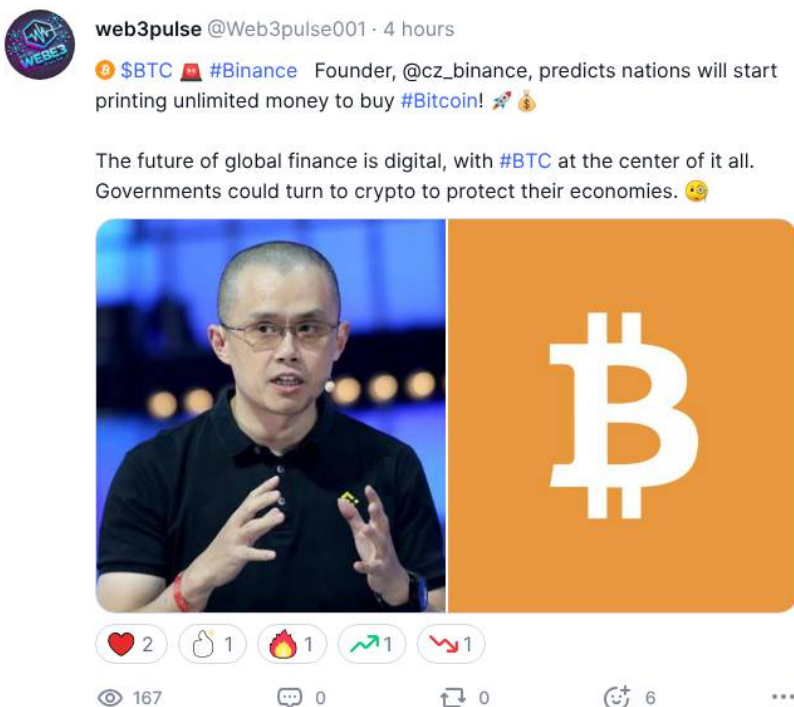 web3pulse @Web3pulse001 · 4 hours
$BTC 🚨 #Binance Founder, @cz_binance, predicts nations will start
printing unlimited money to buy #Bitcoin! 🚀💰
The future of global finance is digital, with #BTC at the center of it all.
Governments could turn to crypto to protect their economies. 🧐
WEBE3
2 1 1 1 1
167 0 0 6